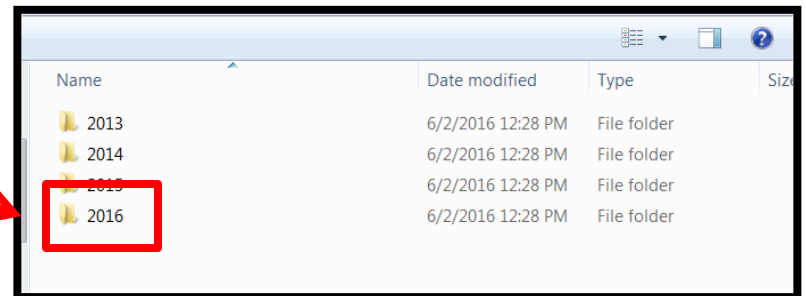 Name Date modified Type Size
2013 6/2/2016 12:28 PM File folder
2014 6/2/2016 12:28 PM File folder
2015 6/2/2016 12:28 PM File folder
2016 6/2/2016 12:28 PM File folder